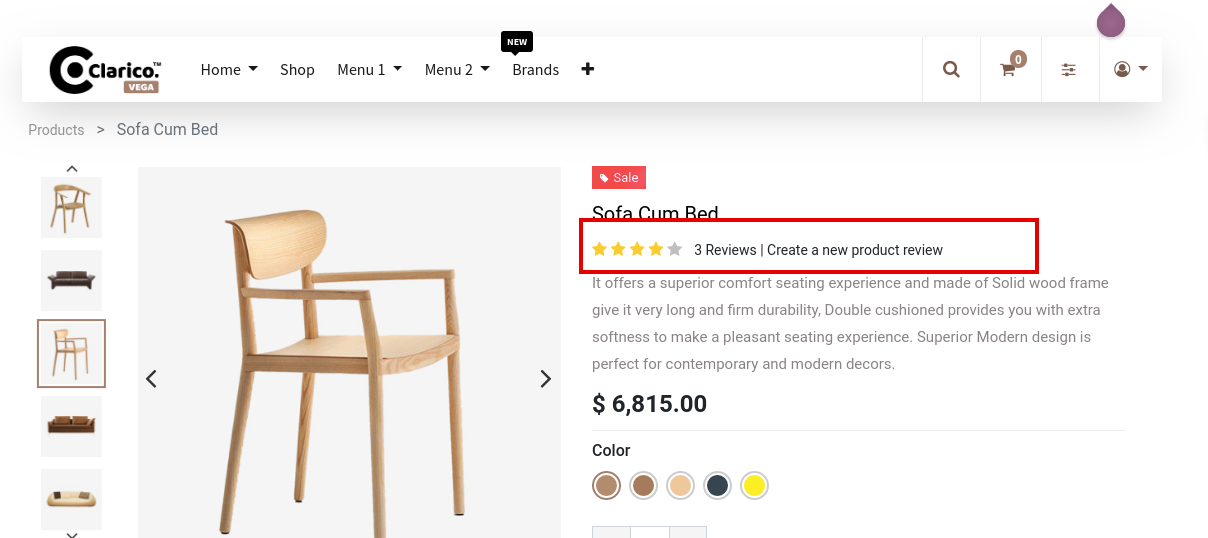 NEW
Clarico.™
VEGA
Home
Shop
Menu 1
Menu 2
Brands
0
Products > Sofa Cum Bed
Sale
Sofa Cum Bed
3 Reviews | Create a new product review
It offers a superior comfort seating experience and made of Solid wood frame
give it very long and firm durability, Double cushioned provides you with extra
softness to make a pleasant seating experience. Superior Modern design is
perfect for contemporary and modern decors.
$ 6,815.00
Color